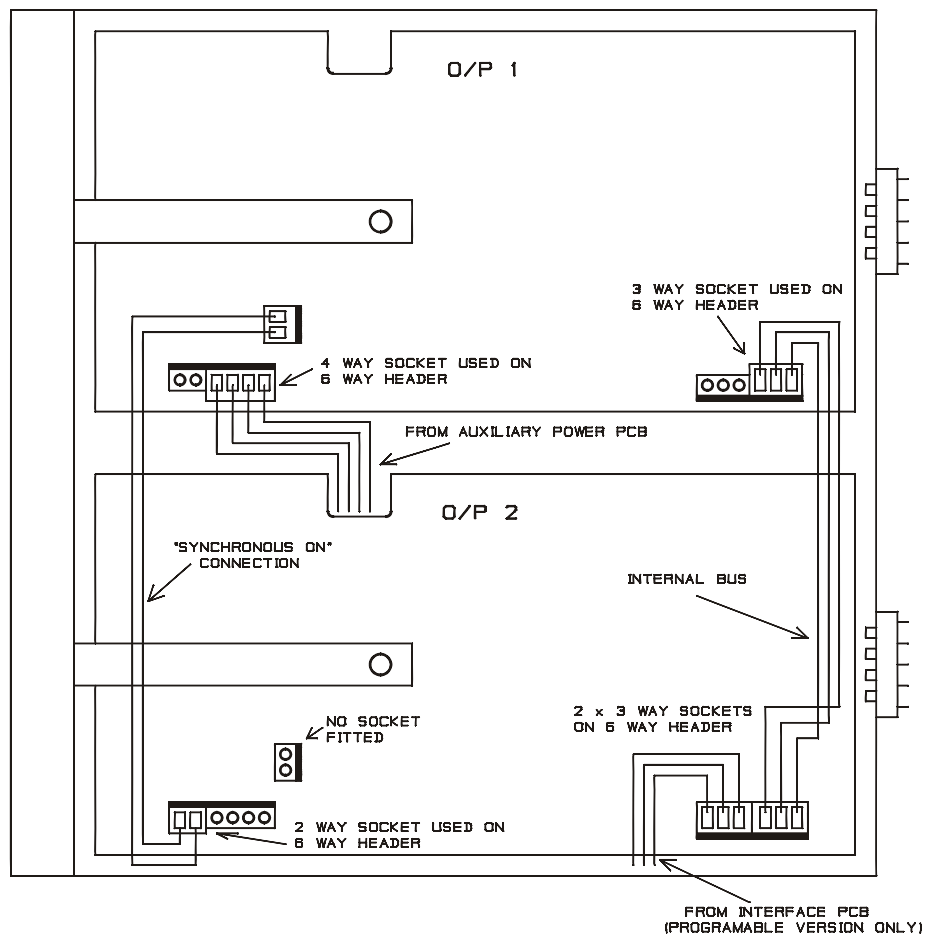 O/P 1
3 WAY SOCKET USED ON
6 WAY HEADER
4 WAY SOCKET USED ON
6 WAY HEADER
FROM AUXILIARY POWER PCB
O/P 2
"SYNCHRONOUS ON"
CONNECTION
INTERNAL BUS
2 x 3 WAY SOCKETS
ON 6 WAY HEADER
NO SOCKET
FITTED
2 WAY SOCKET USED ON
6 WAY HEADER
FROM INTERFACE PCB
(PROGRAMABLE VERSION ONLY)